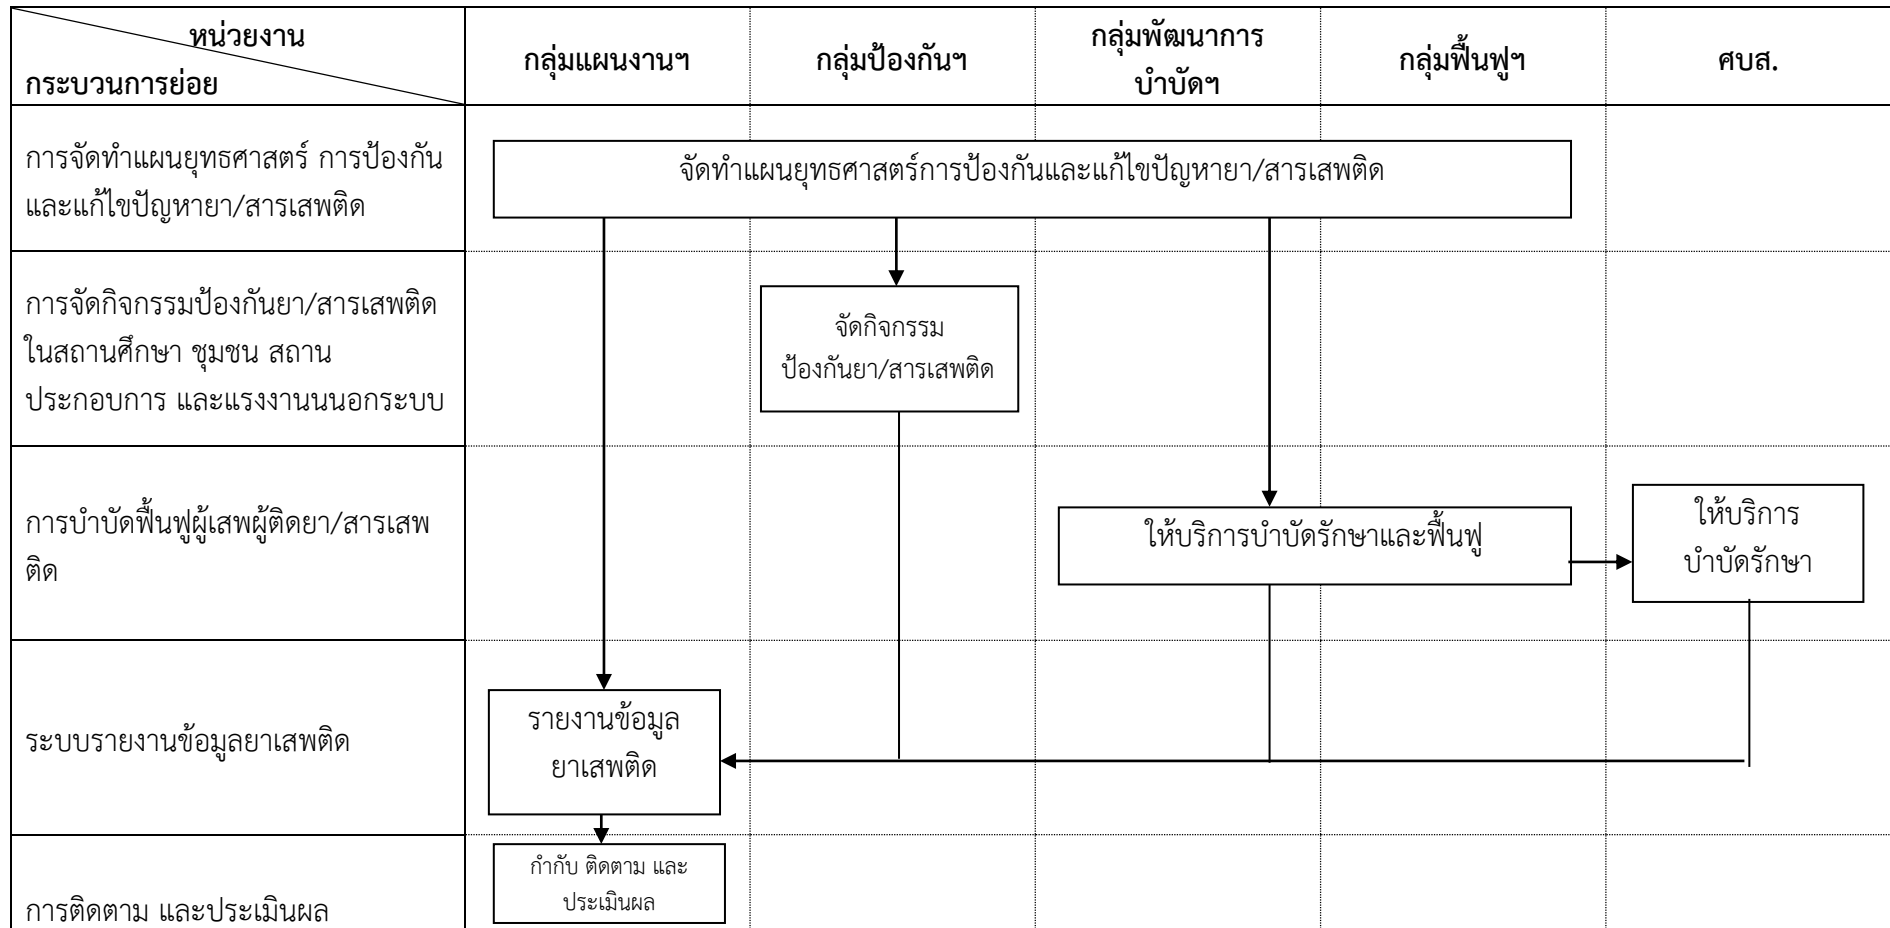 หน่วยงาน
กระบวนการย่อย
กลุ่มแผนงานฯ
กลุ่มป้องกันฯ
กลุ่มพัฒนาการ
บำบัดฯ
กลุ่มฟื้นฟูฯ
ศบส.
การจัดทำแผนยุทธศาสตร์ การป้องกัน
และแก้ไขปัญหายา/สารเสพติด
จัดทำแผนยุทธศาสตร์การป้องกันและแก้ไขปัญหายา/สารเสพติด
การจัดกิจกรรมป้องกันยา/สารเสพติด
ในสถานศึกษา ชุมชน สถาน
ประกอบการ และแรงงานนนอกระบบ
จัดกิจกรรม
ป้องกันยา/สารเสพติด
การบำบัดฟื้นฟูผู้เสพผู้ติดยา/สารเสพ
ติด
ให้บริการบำบัดรักษาและฟื้นฟู
ให้บริการ
บำบัดรักษา
ระบบรายงานข้อมูลยาเสพติด
รายงานข้อมูล
ยาเสพติด
การติดตาม และประเมินผล
กำกับ ติดตาม และ
ประเมินผล